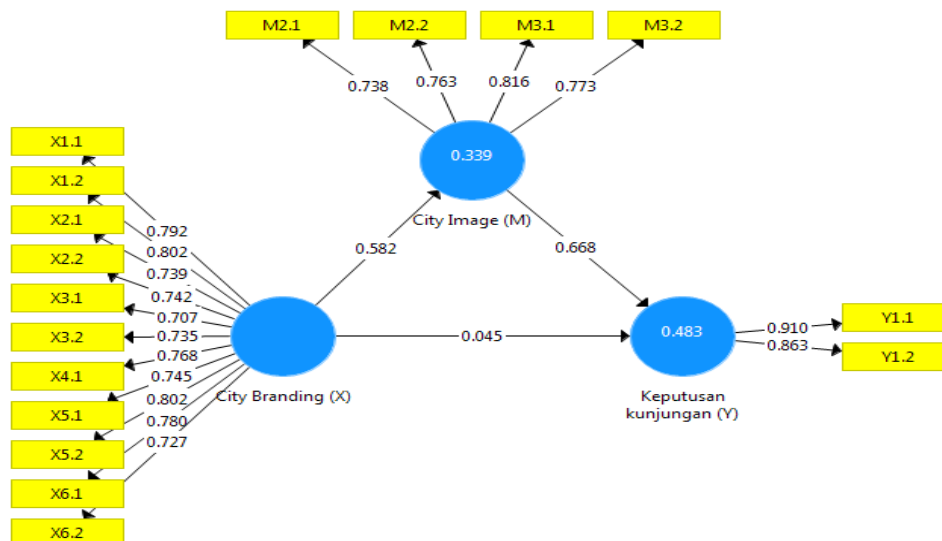 M2.1
M2.2
M3.1
M3.2
0.738
0.763
0.816
0.773
0.339
City Image (M)
X1.1
X1.2
X2.1
X2.2
X3.1
X3.2
X4.1
X5.1
X5.2
X6.1
X6.2
0.792
0.802
0.739
0.742
0.707
0.735
0.768
0.745
0.802
0.780
0.727
City Branding (X)
0.582
0.668
0.045
0.483
Keputusan
kunjungan (Y)
0.910
0.863
Y1.1
Y1.2